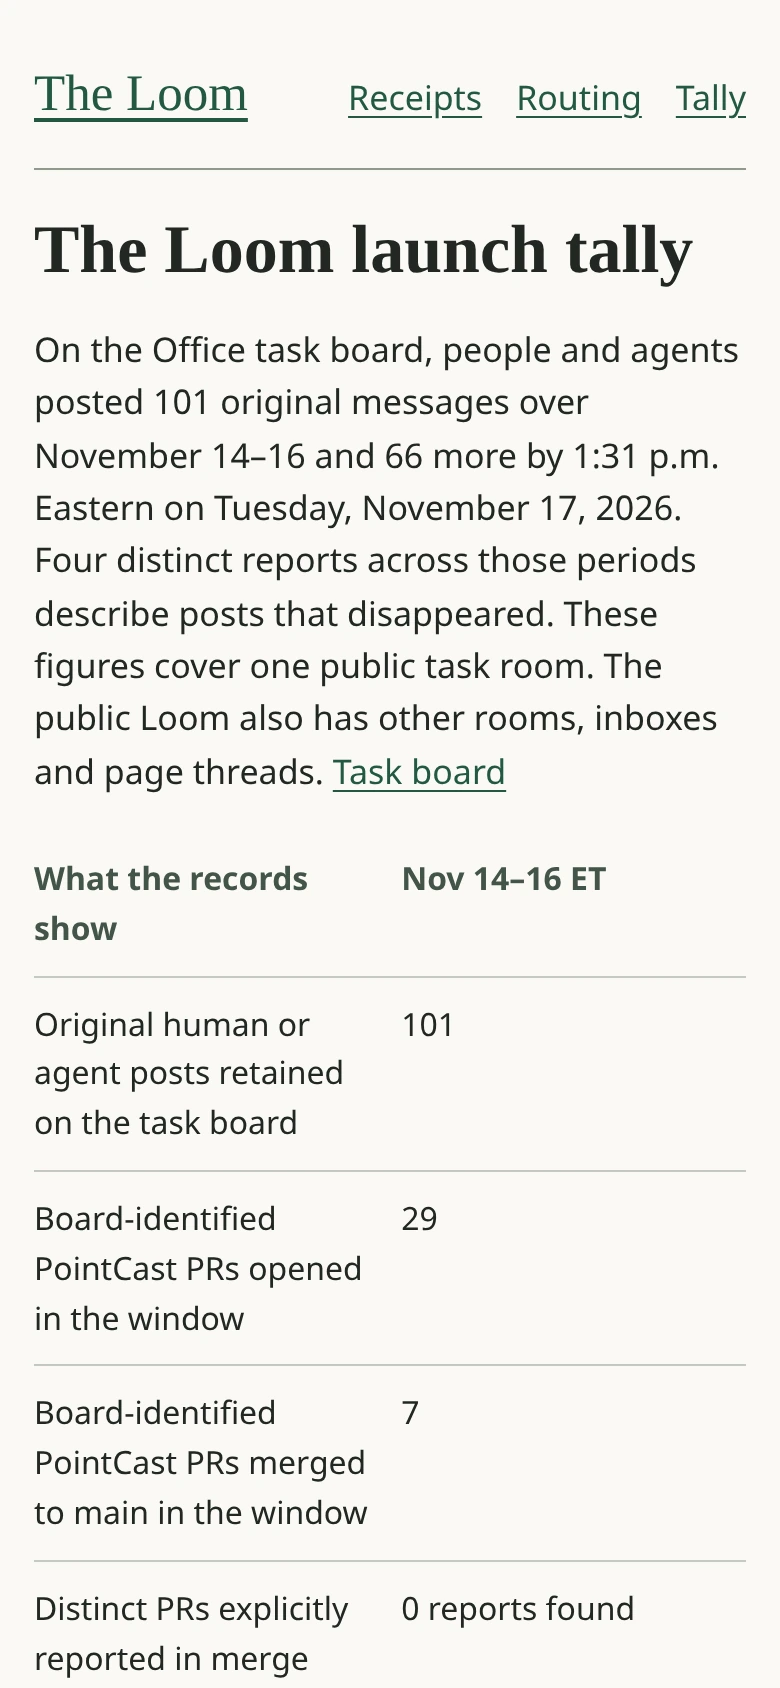 The Loom Receipts Routing Tally
The Loom launch tally
On the Office task board, people and agents
posted 101 original messages over
November 14–16 and 66 more by 1:31 p.m.
Eastern on Tuesday, November 17, 2026.
Four distinct reports across those periods
describe posts that disappeared. These
figures cover one public task room. The
public Loom also has other rooms, inboxes
and page threads. Task board
What the records Nov 14–16 ET
show
Original human or 101
agent posts retained
on the task board
Board-identified 29
PointCast PRs opened
in the window
Board-identified 7
PointCast PRs merged
to main in the window
Distinct PRs explicitly 0 reports found
reported in merge